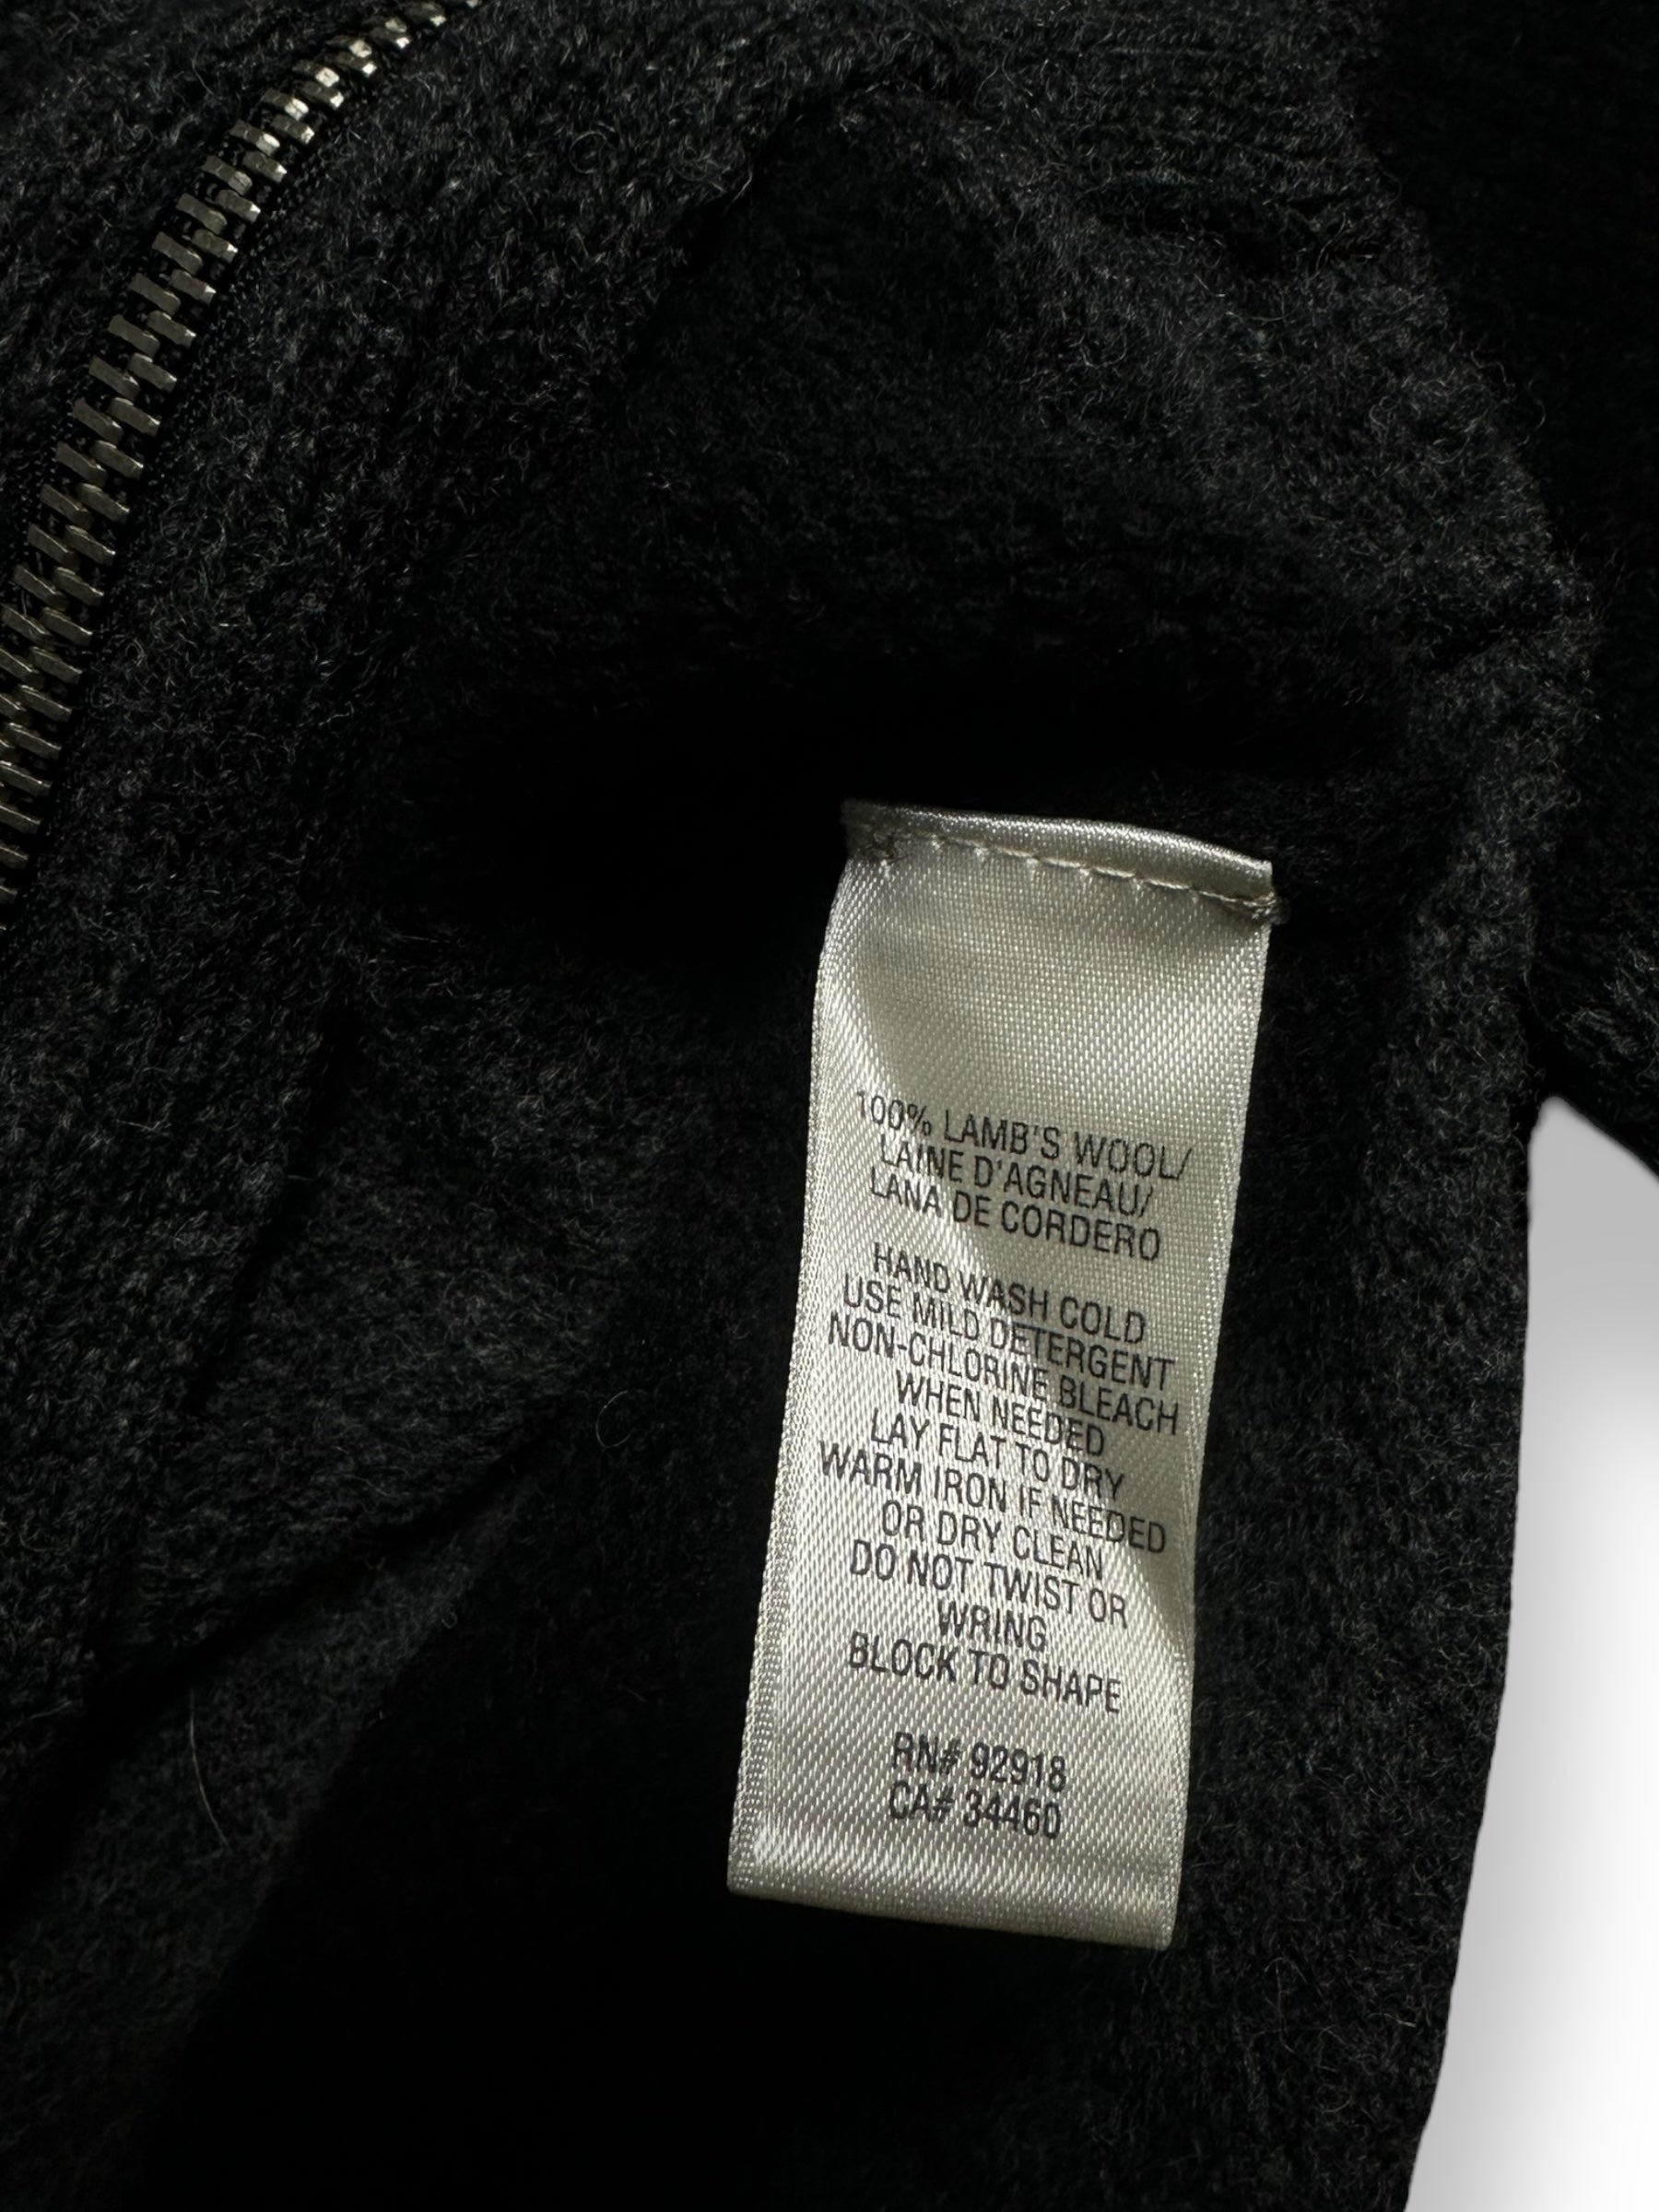 100% LAMB'S WOOL/
LAINE D'AGNEAU/
LANA DE CORDERO
HAND WASH COLD
USE MILD DETERGENT
NON-CHLORINE BLEACH
WHEN NEEDED
LAY FLAT TO DRY
WARM IRON IF NEEDED
OR DRY CLEAN
DO NOT TWIST OR
WRING
BLOCK TO SHAPE
RN# 92918
CA# 34460